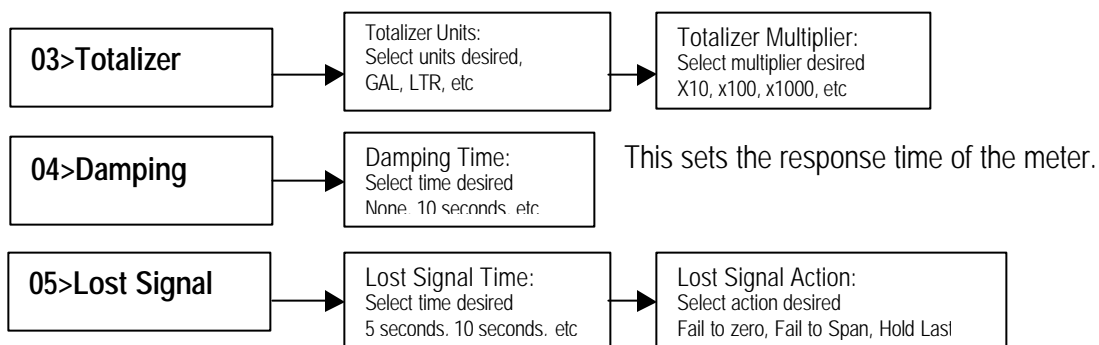 03>Totalizer
Totalizer Units:
Select units desired,
GAL, LTR, etc
Totalizer Multiplier:
Select multiplier desired
X10, x100, x1000, etc
04>Damping
Damping Time:
Select time desired
None, 10 seconds, etc
This sets the response time of the meter.
05>Lost Signal
Lost Signal Time:
Select time desired
5 seconds, 10 seconds, etc
Lost Signal Action:
Select action desired
Fail to zero, Fail to Span, Hold Last